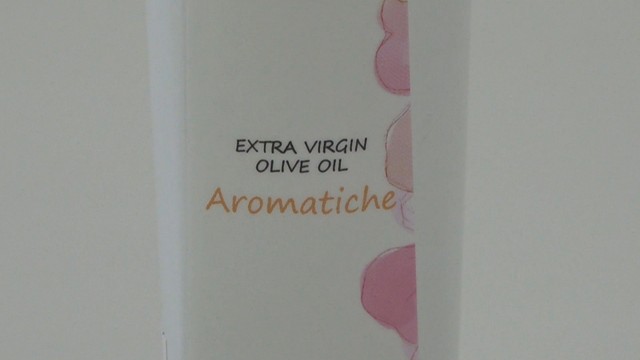 EXTRA VIRGIN
OLIVE OIL
Aromatiche